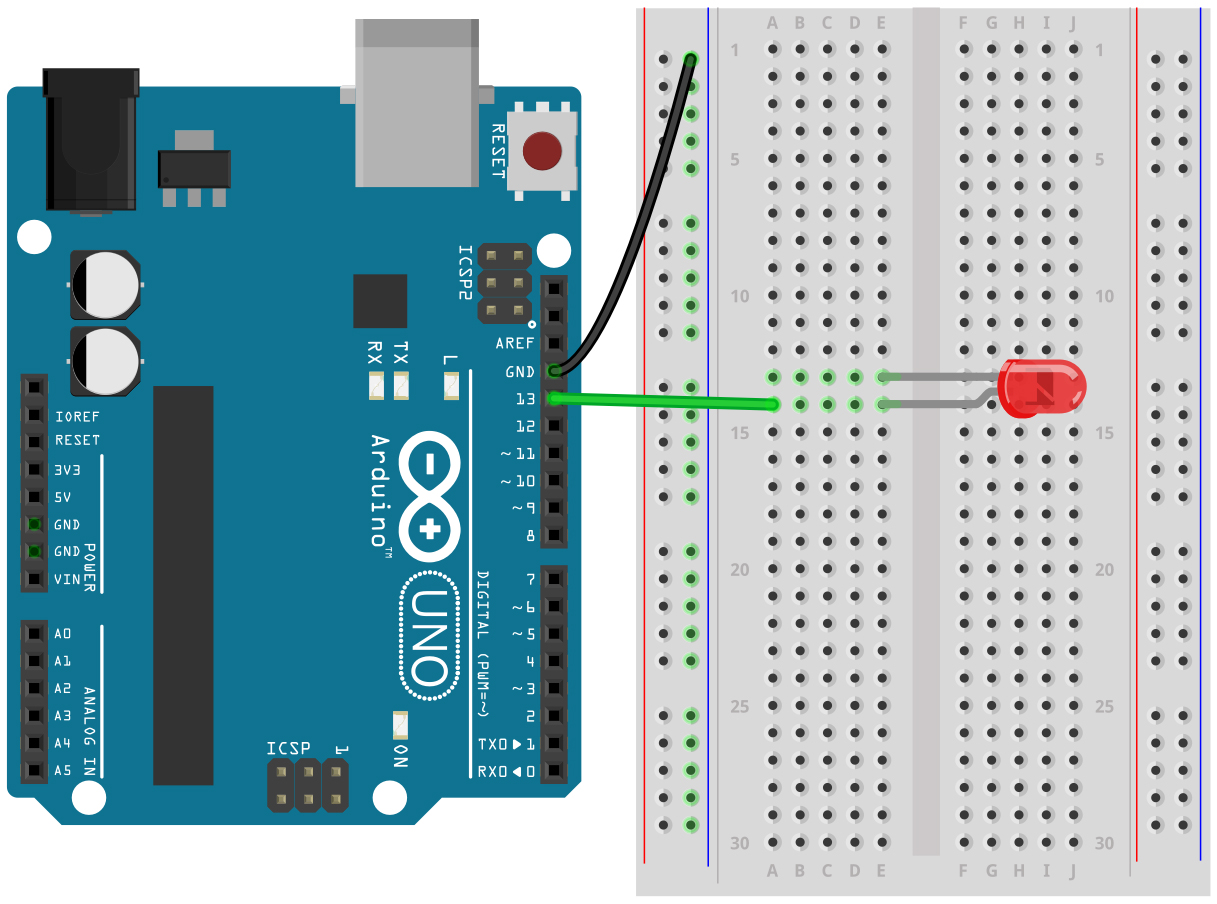 A B C D E F G H I J
1 1
RESET
5 5
ICSP2
10 10
AREF
RX TX L
GND
13
IOREF
12
RESET
15 15
~11
3V3
~10
5V
~9
GND
8
GND
VIN
POWER
Arduino™
UNO
20 20
7
~6
~5
4
~3
2
TX0▶1
RX0◀0
DIGITAL (PWM=~)
A0
A1
A2
A3
A4
A5
ANALOG IN
25 25
ICSP 1
ON
30 30
A B C D E F G H I J